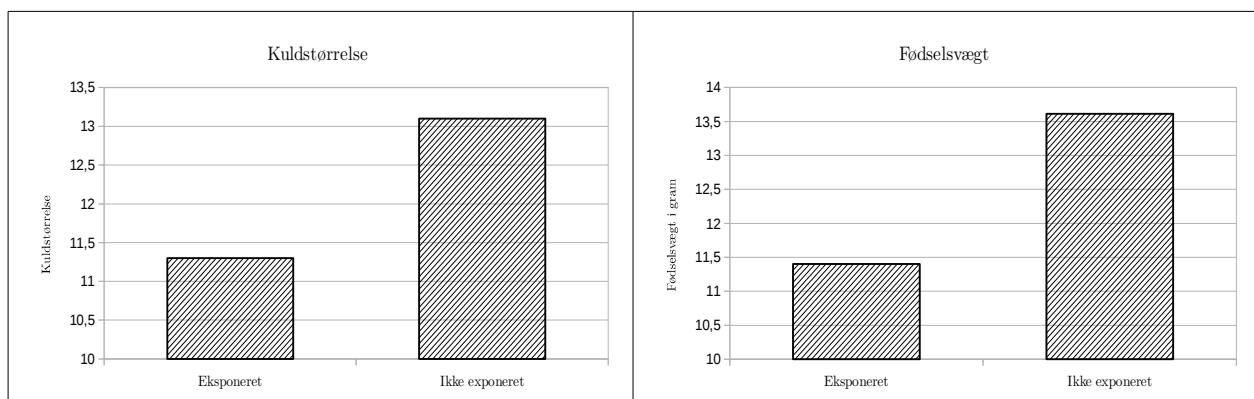 Kuldstørrelse
13,5
13
12,5
12
11,5
11
10,5
10
Kuldstørrelse
Eksponeret
Ikke exponeret
Fødselsvægt
14
13,5
13
12,5
12
11,5
11
10,5
10
Fødselsvægt i gram
Eksponeret
Ikke exponeret